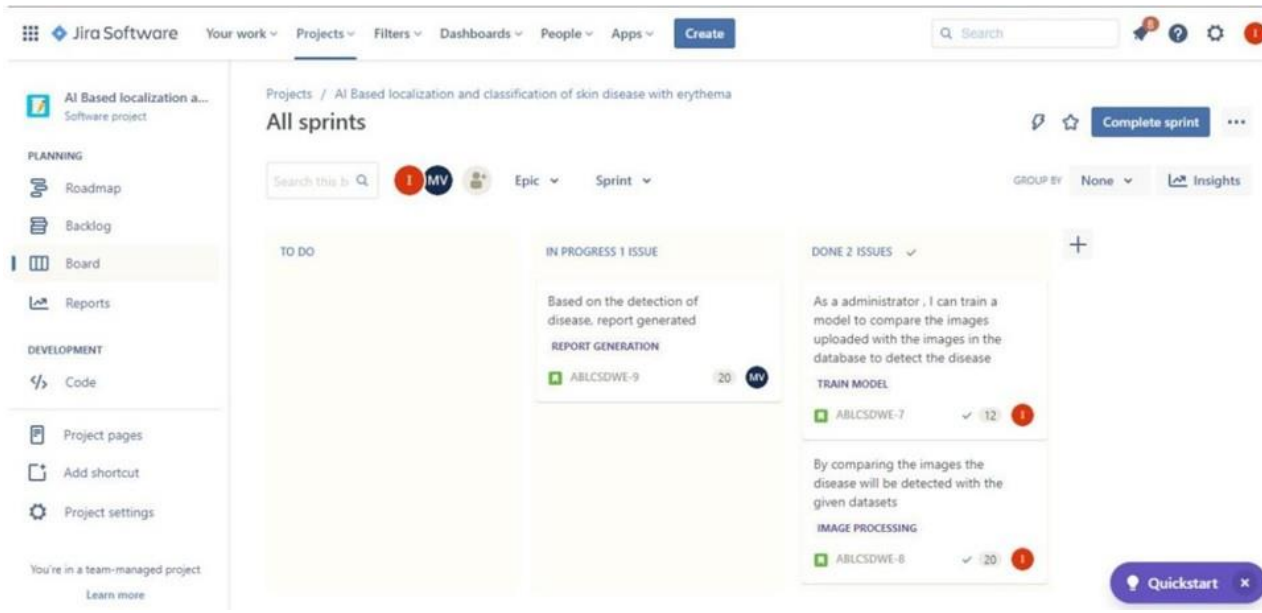 Jira Software Your work Projects Filters Dashboards People Apps Create Search 8 I
AI Based localization a...
Software project
PLANNING
Roadmap
Backlog
Board
Reports
DEVELOPMENT
Code
Project pages
Add shortcut
Project settings
You're in a team-managed project
Learn more
Projects / AI Based localization and classification of skin disease with erythema
All sprints
Complete sprint
Search this b I MV Epic Sprint GROUP BY None Insights
TO DO
IN PROGRESS 1 ISSUE
Based on the detection of
disease, report generated
REPORT GENERATION
ABLCSDWE-9 20 MV
DONE 2 ISSUES
As a administrator , I can train a
model to compare the images
uploaded with the images in the
database to detect the disease
TRAIN MODEL
ABLCSDWE-7 12 I
By comparing the images the
disease will be detected with the
given datasets
IMAGE PROCESSING
ABLCSDWE-8 20 I
Quickstart